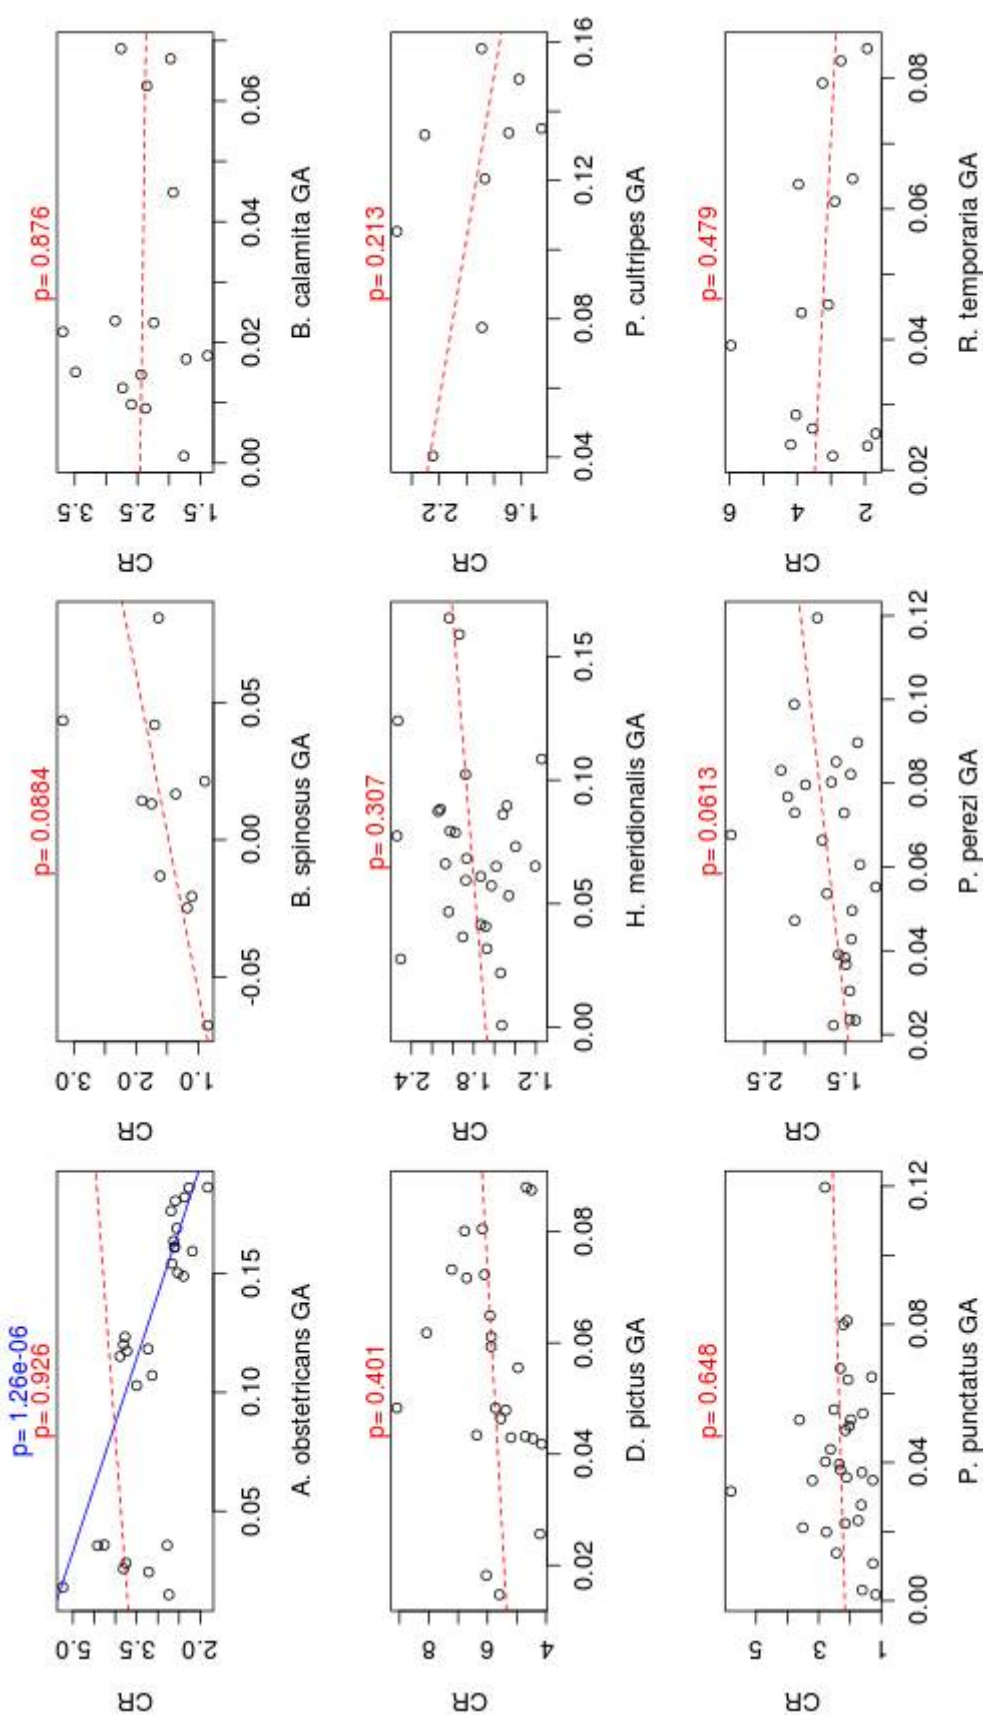 p= 1.26e-06
p= 0.926
CR
5.0
3.5
2.0
0.05
0.10
0.15
A. obstetricans GA
p= 0.0884
CR
3.0
2.0
1.0
-0.05
0.00
0.05
B. spinosus GA
p= 0.876
CR
3.5
2.5
1.5
0.00
0.02
0.04
0.06
B. calamita GA
p= 0.401
CR
8
6
4
0.02
0.04
0.06
0.08
D. pictus GA
p= 0.307
CR
2.4
1.8
1.2
0.00
0.05
0.10
0.15
H. meridionalis GA
p= 0.213
CR
2.2
1.6
0.04
0.08
0.12
0.16
P. cultripes GA
p= 0.648
CR
5
3
1
0.00
0.04
0.08
0.12
P. punctatus GA
p= 0.0613
CR
2.5
1.5
0.02
0.04
0.06
0.08
0.10
0.12
P. perezi GA
p= 0.479
CR
6
4
2
0.02
0.04
0.06
0.08
R. temporaria GA